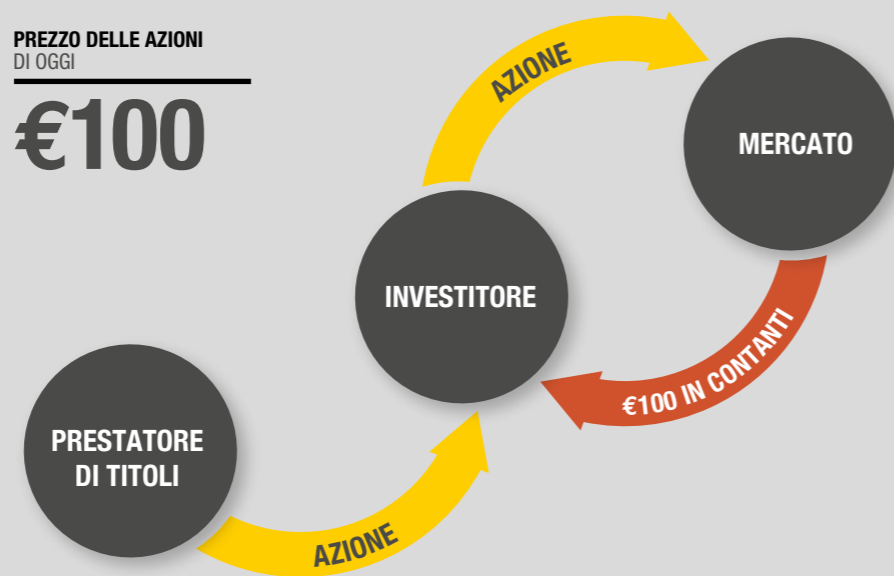 PREZZO DELLE AZIONI
DI OGGI
€100
AZIONE
MERCATO
INVESTITORE
€100 IN CONTANTI
PRESTATORE
DI TITOLI
AZIONE